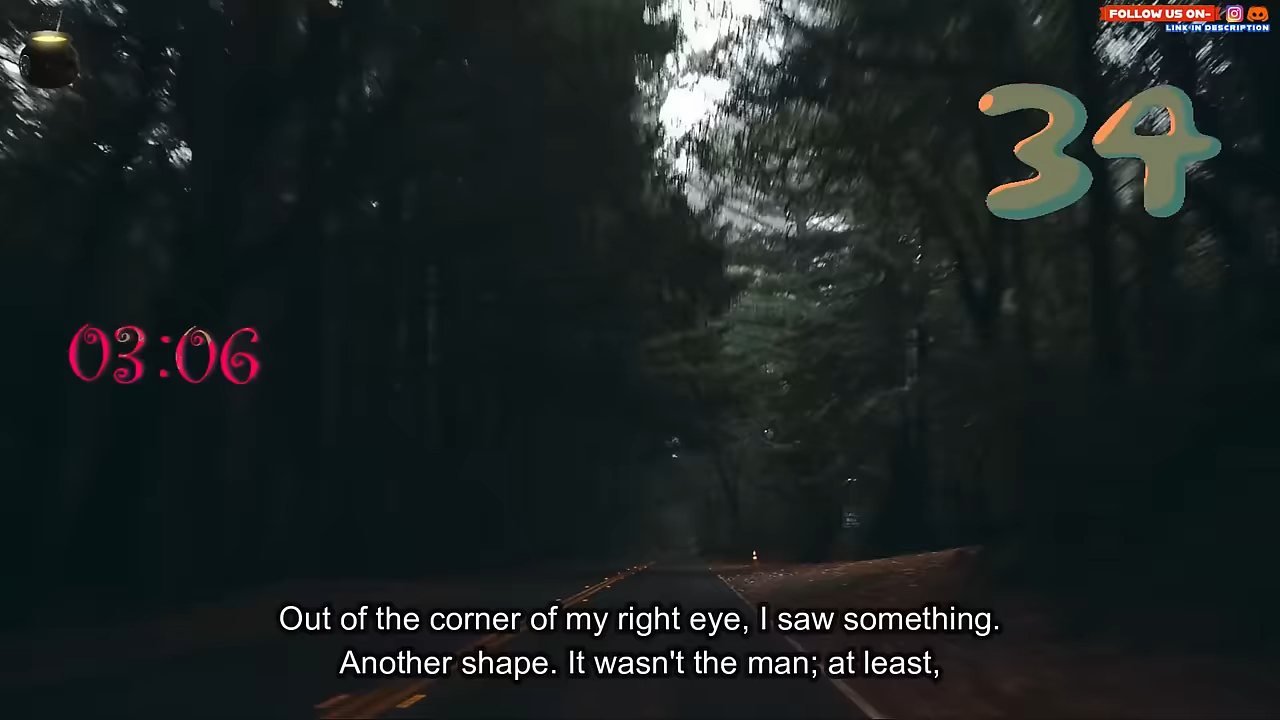 FOLLOW US ON-
LINK IN DESCRIPTION
34
03:06
Out of the corner of my right eye, I saw something.
Another shape. It wasn't the man; at least,